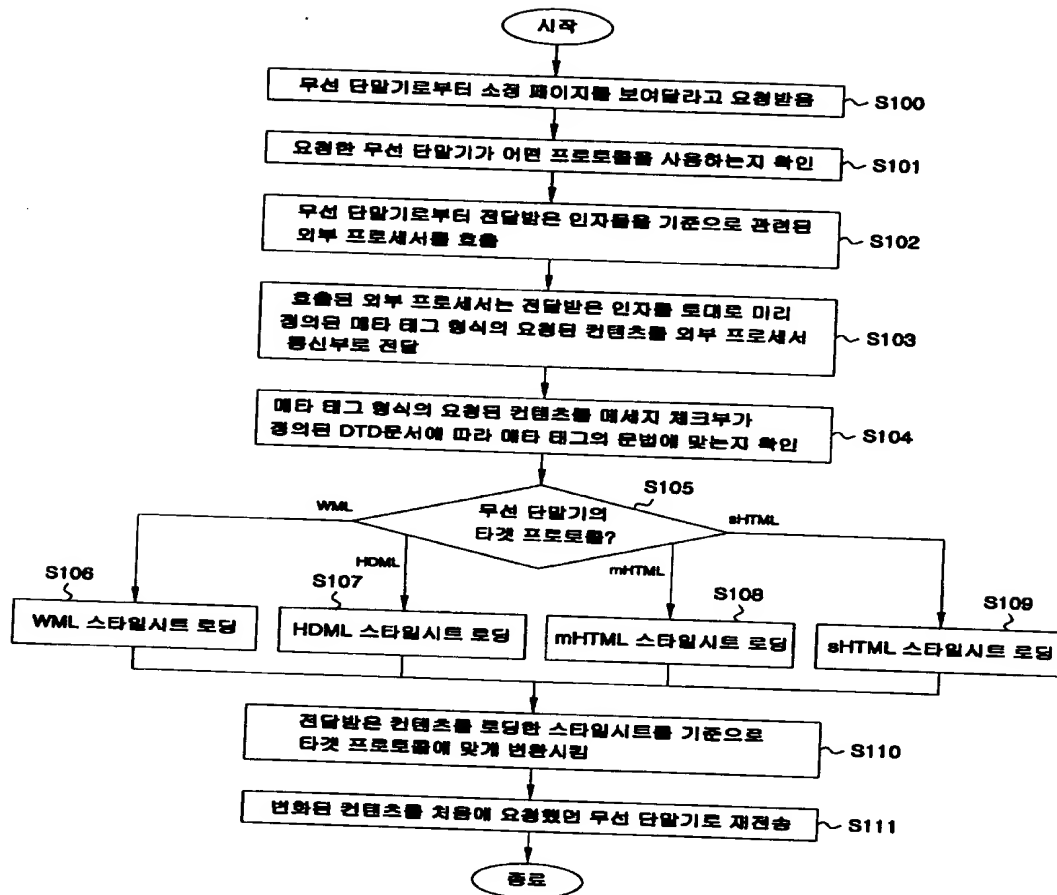 시작
무선 단말기로부터 소정 페이지를 보여달라고 요청받음
S100
요청한 무선 단말기가 어떤 프로토콜을 사용하는지 확인
S101
무선 단말기로부터 전달받은 인자들을 기준으로 관련된
외부 프로세서를 호출
S102
호출된 외부 프로세서는 전달받은 인자를 토대로 미리
정의된 메타 태그 형식의 요청된 컨텐츠를 외부 프로세서
통신부로 전달
S103
메타 태그 형식의 요청된 컨텐츠를 메세지 체크부가
정의된 DTD문서에 따라 메타 태그의 문법에 맞는지 확인
S104
S105
무선 단말기의
타겟 프로토콜?
WML
HDML
mHTML
sHTML
S106
WML 스타일시트 로딩
S107
HDML 스타일시트 로딩
S108
mHTML 스타일시트 로딩
S109
sHTML 스타일시트 로딩
전달받은 컨텐츠를 로딩한 스타일시트를 기준으로
타겟 프로토콜에 맞게 변환시킴
S110
변화된 컨텐츠를 처음에 요청했던 무선 단말기로 재전송
S111
종료